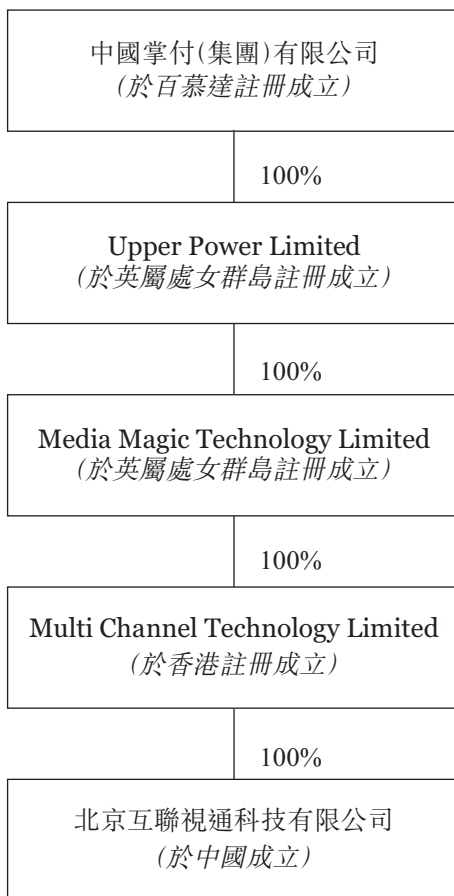 中國掌付(集團)有限公司
(於百慕達註冊成立)
100%
Upper Power Limited
(於英屬處女群島註冊成立)
100%
Media Magic Technology Limited
(於英屬處女群島註冊成立)
100%
Multi Channel Technology Limited
(於香港註冊成立)
100%
北京互聯視通科技有限公司
(於中國成立)